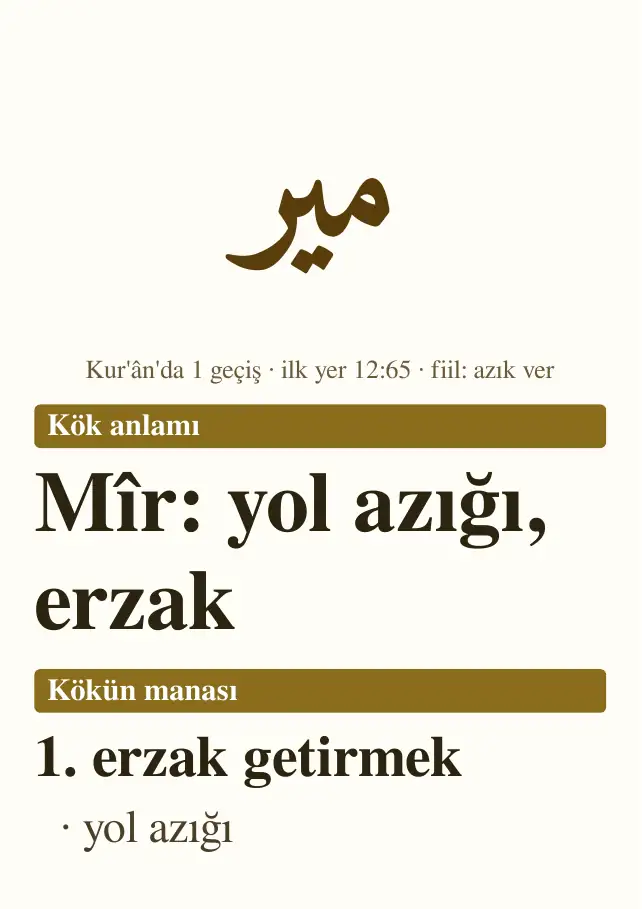 مير
Kur'ân'da 1 geçiş · ilk yer 12:65 · fiil: azık ver
Kök anlamı
Mîr: yol azığı,
erzak
Kökün manası
1. erzak getirmek
· yol azığı